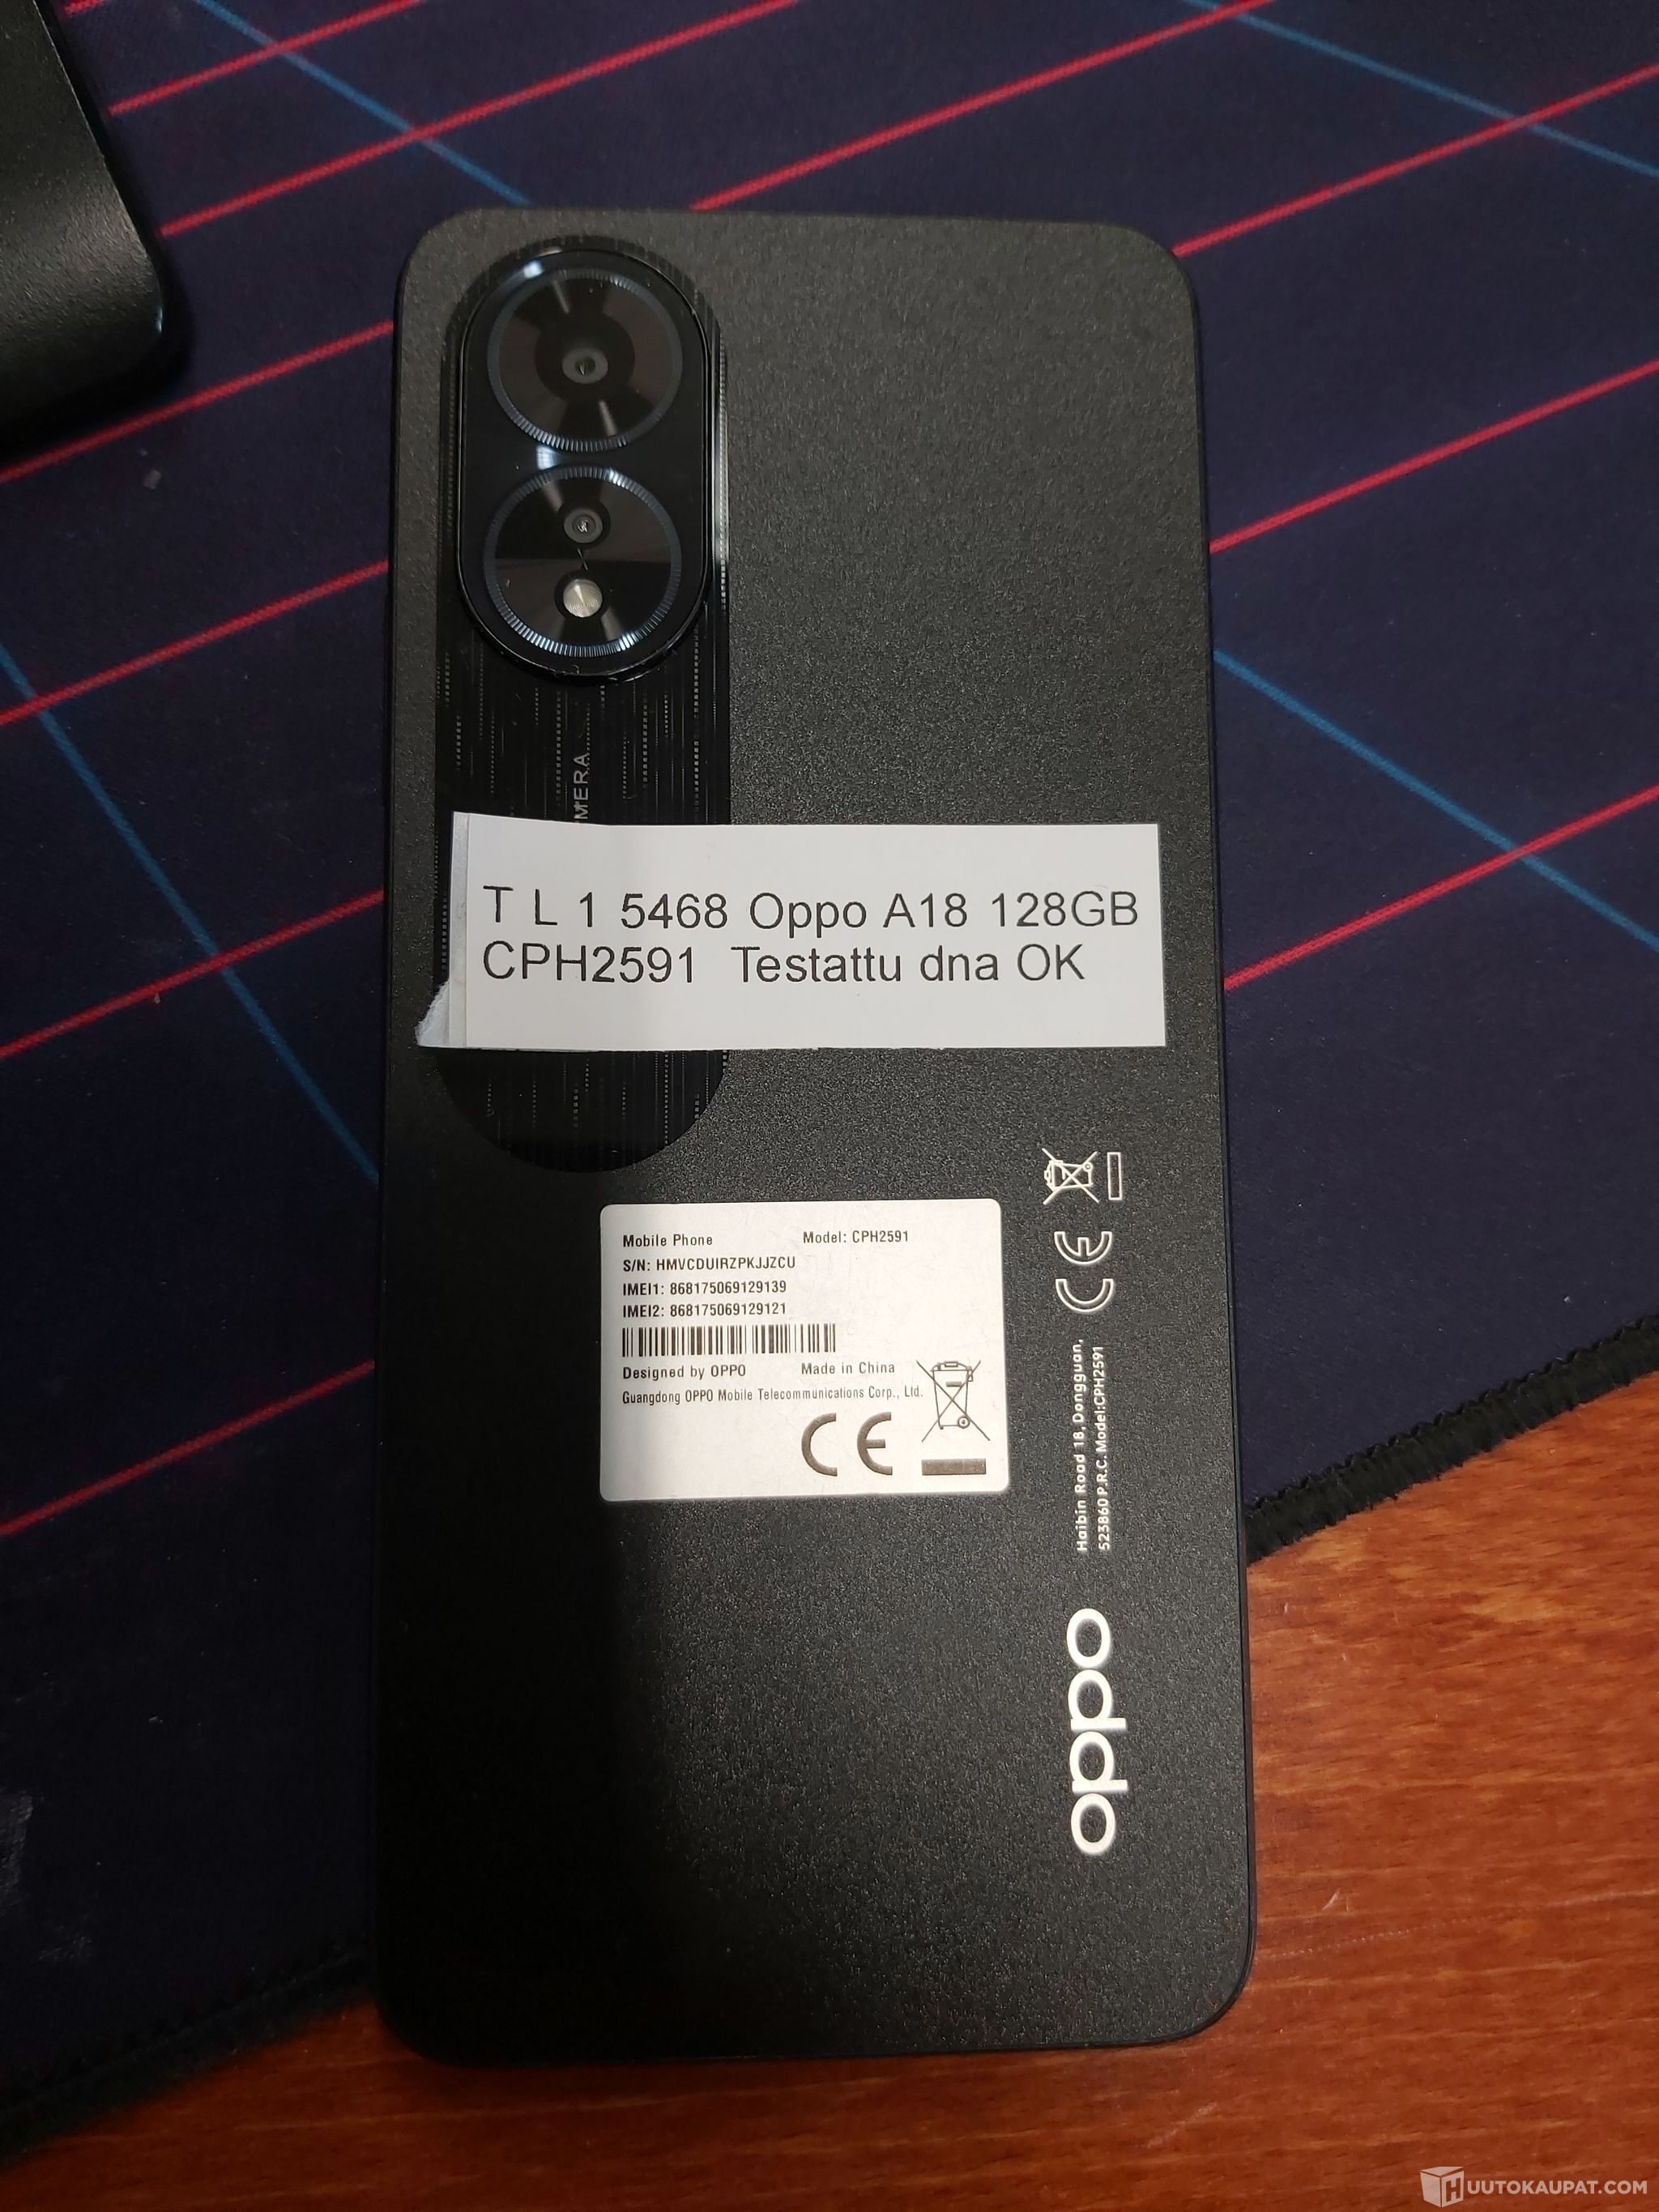 MERA
T L 1 5468 Oppo A18 128GB
CPH2591 Testattu dna OK
Mobile Phone Model: CPH2591
S/N: HMVCDUIRZPKJJZCU
IMEI1: 868175069129139
IMEI2: 868175069129121
Designed by OPPO Made in China
Guangdong OPPO Mobile Telecommunications Corp., Ltd.
CE
CE
Haibin Road 18, Dongguan,
523860 P.R.C. Model:CPH2591
oppo
HUUTOKAUPAT.COM